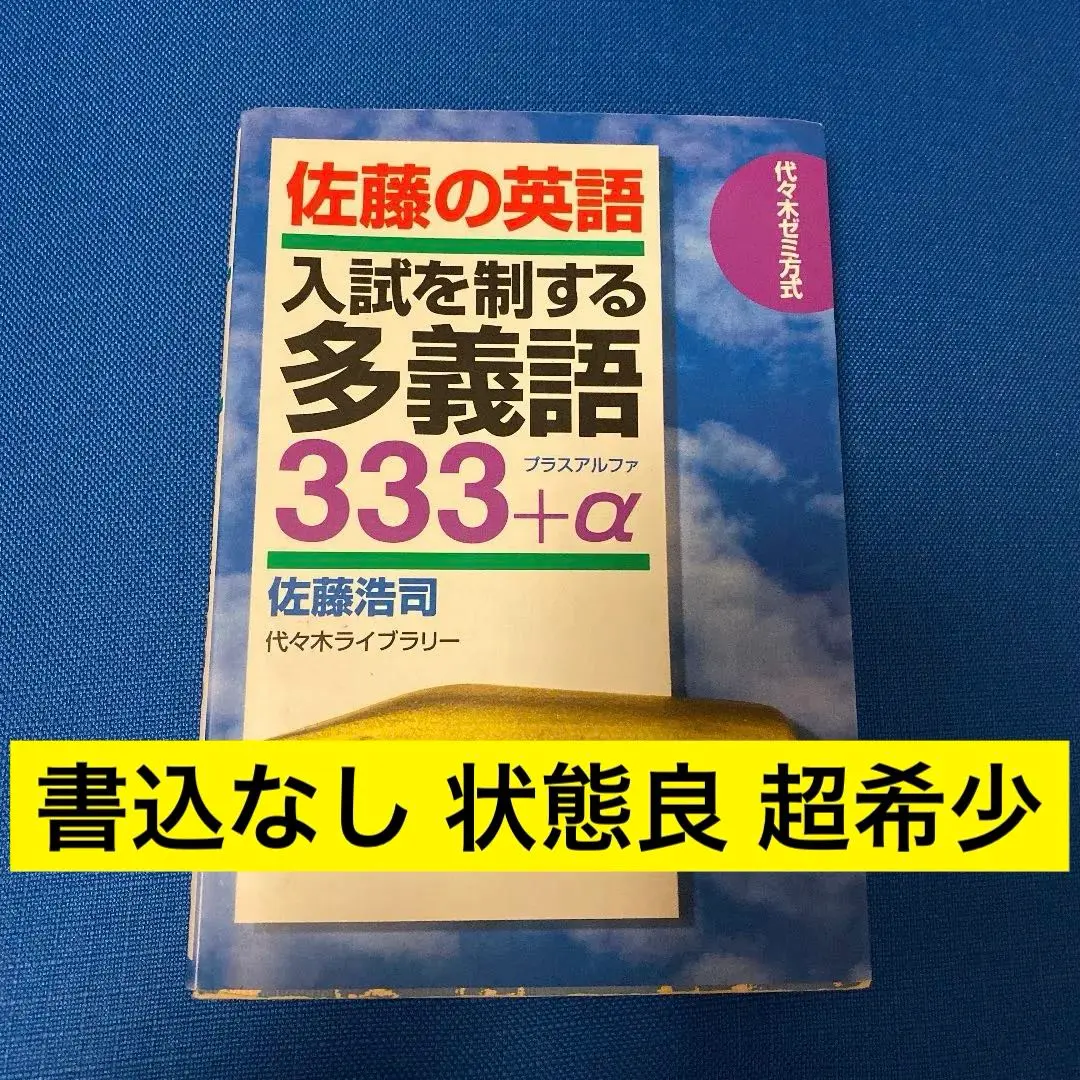 代々木ゼミ方式
佐藤の英語
入試を制する
多義語
プラスアルファ
333+α
佐藤浩司
代々木ライブラリー
書込なし 状態良 超希少